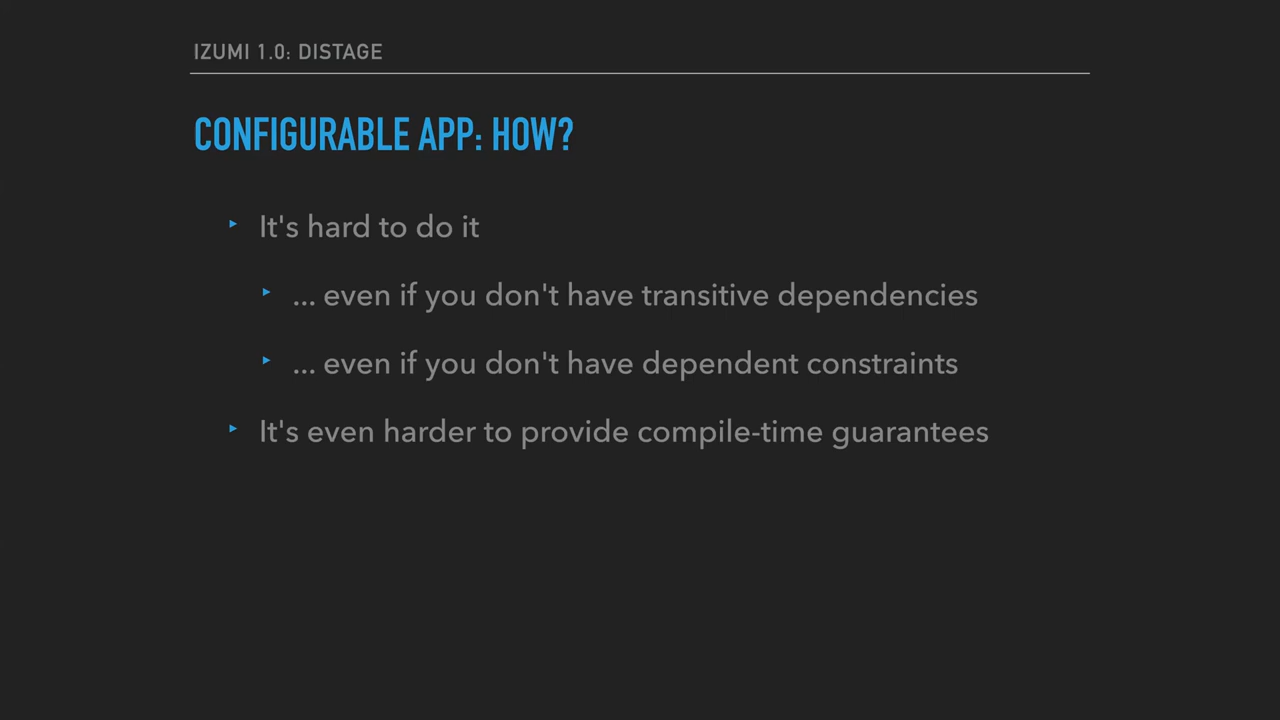 IZUMI 1.0: DISTAGE
CONFIGURABLE APP: HOW?
It's hard to do it
... even if you don't have transitive dependencies
... even if you don't have dependent constraints
It's even harder to provide compile-time guarantees